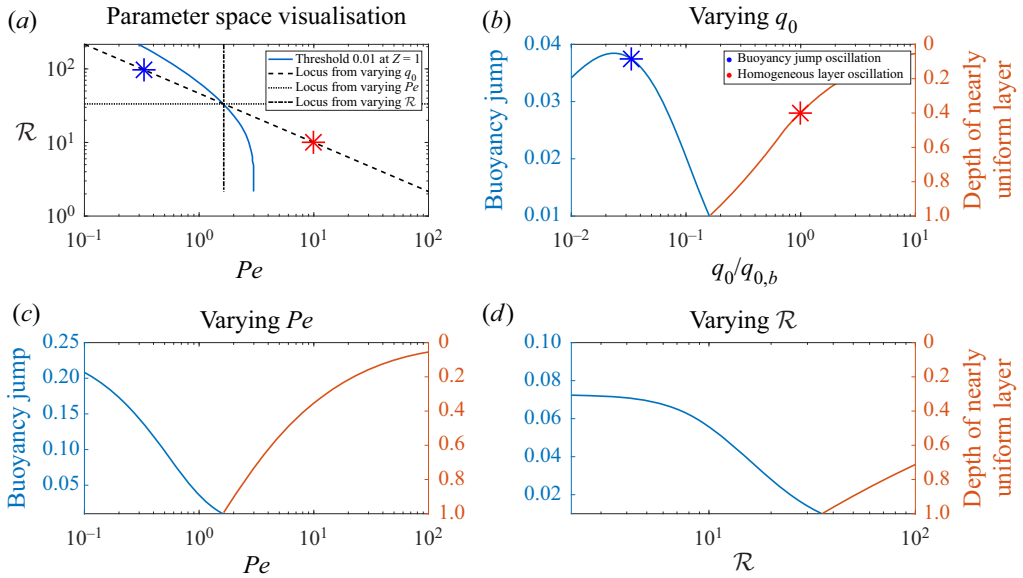 (a) Parameter space visualisation
10²
10¹
10⁰
ℛ
Threshold 0.01 at Z = 1
Locus from varying q₀
Locus from varying Pe
Locus from varying ℛ
10⁻¹ 10⁰ 10¹ 10²
Pe
(b) Varying q₀
Buoyancy jump
0.04
0.03
0.02
0.01
Buoyancy jump oscillation
Homogeneous layer oscillation
0
0.2
0.4
0.6
0.8
1.0
Depth of nearly
uniform layer
10⁻² 10⁻¹ 10⁰ 10¹
q₀/q₀,b
(c) Varying Pe
Buoyancy jump
0.25
0.20
0.15
0.10
0.05
0
0.2
0.4
0.6
0.8
1.0
10⁻¹ 10⁰ 10¹ 10²
Pe
(d) Varying ℛ
0.10
0.08
0.06
0.04
0.02
0
0.2
0.4
0.6
0.8
1.0
Depth of nearly
uniform layer
10¹ 10²
ℛ